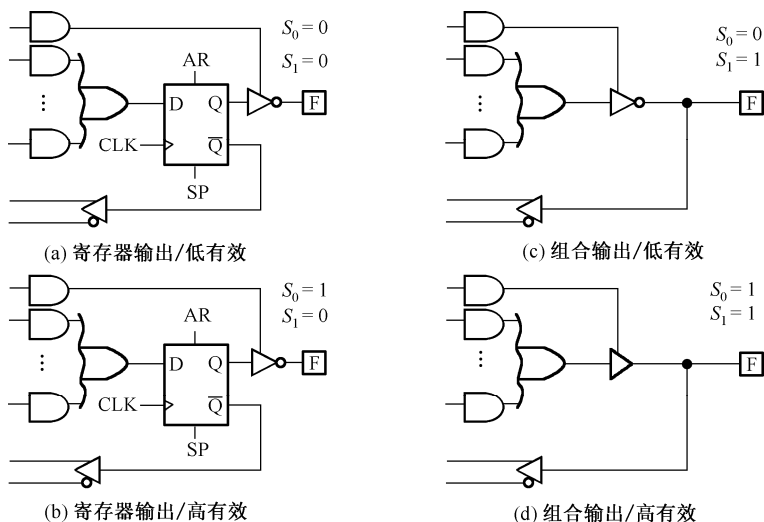 S₀=0
S₁=0
AR
D Q
F
CLK
Q̅
SP
(a) 寄存器输出/低有效
S₀=0
S₁=1
F
(c) 组合输出/低有效
S₀=1
S₁=0
AR
D Q
F
CLK
Q̅
SP
(b) 寄存器输出/高有效
S₀=1
S₁=1
F
(d) 组合输出/高有效